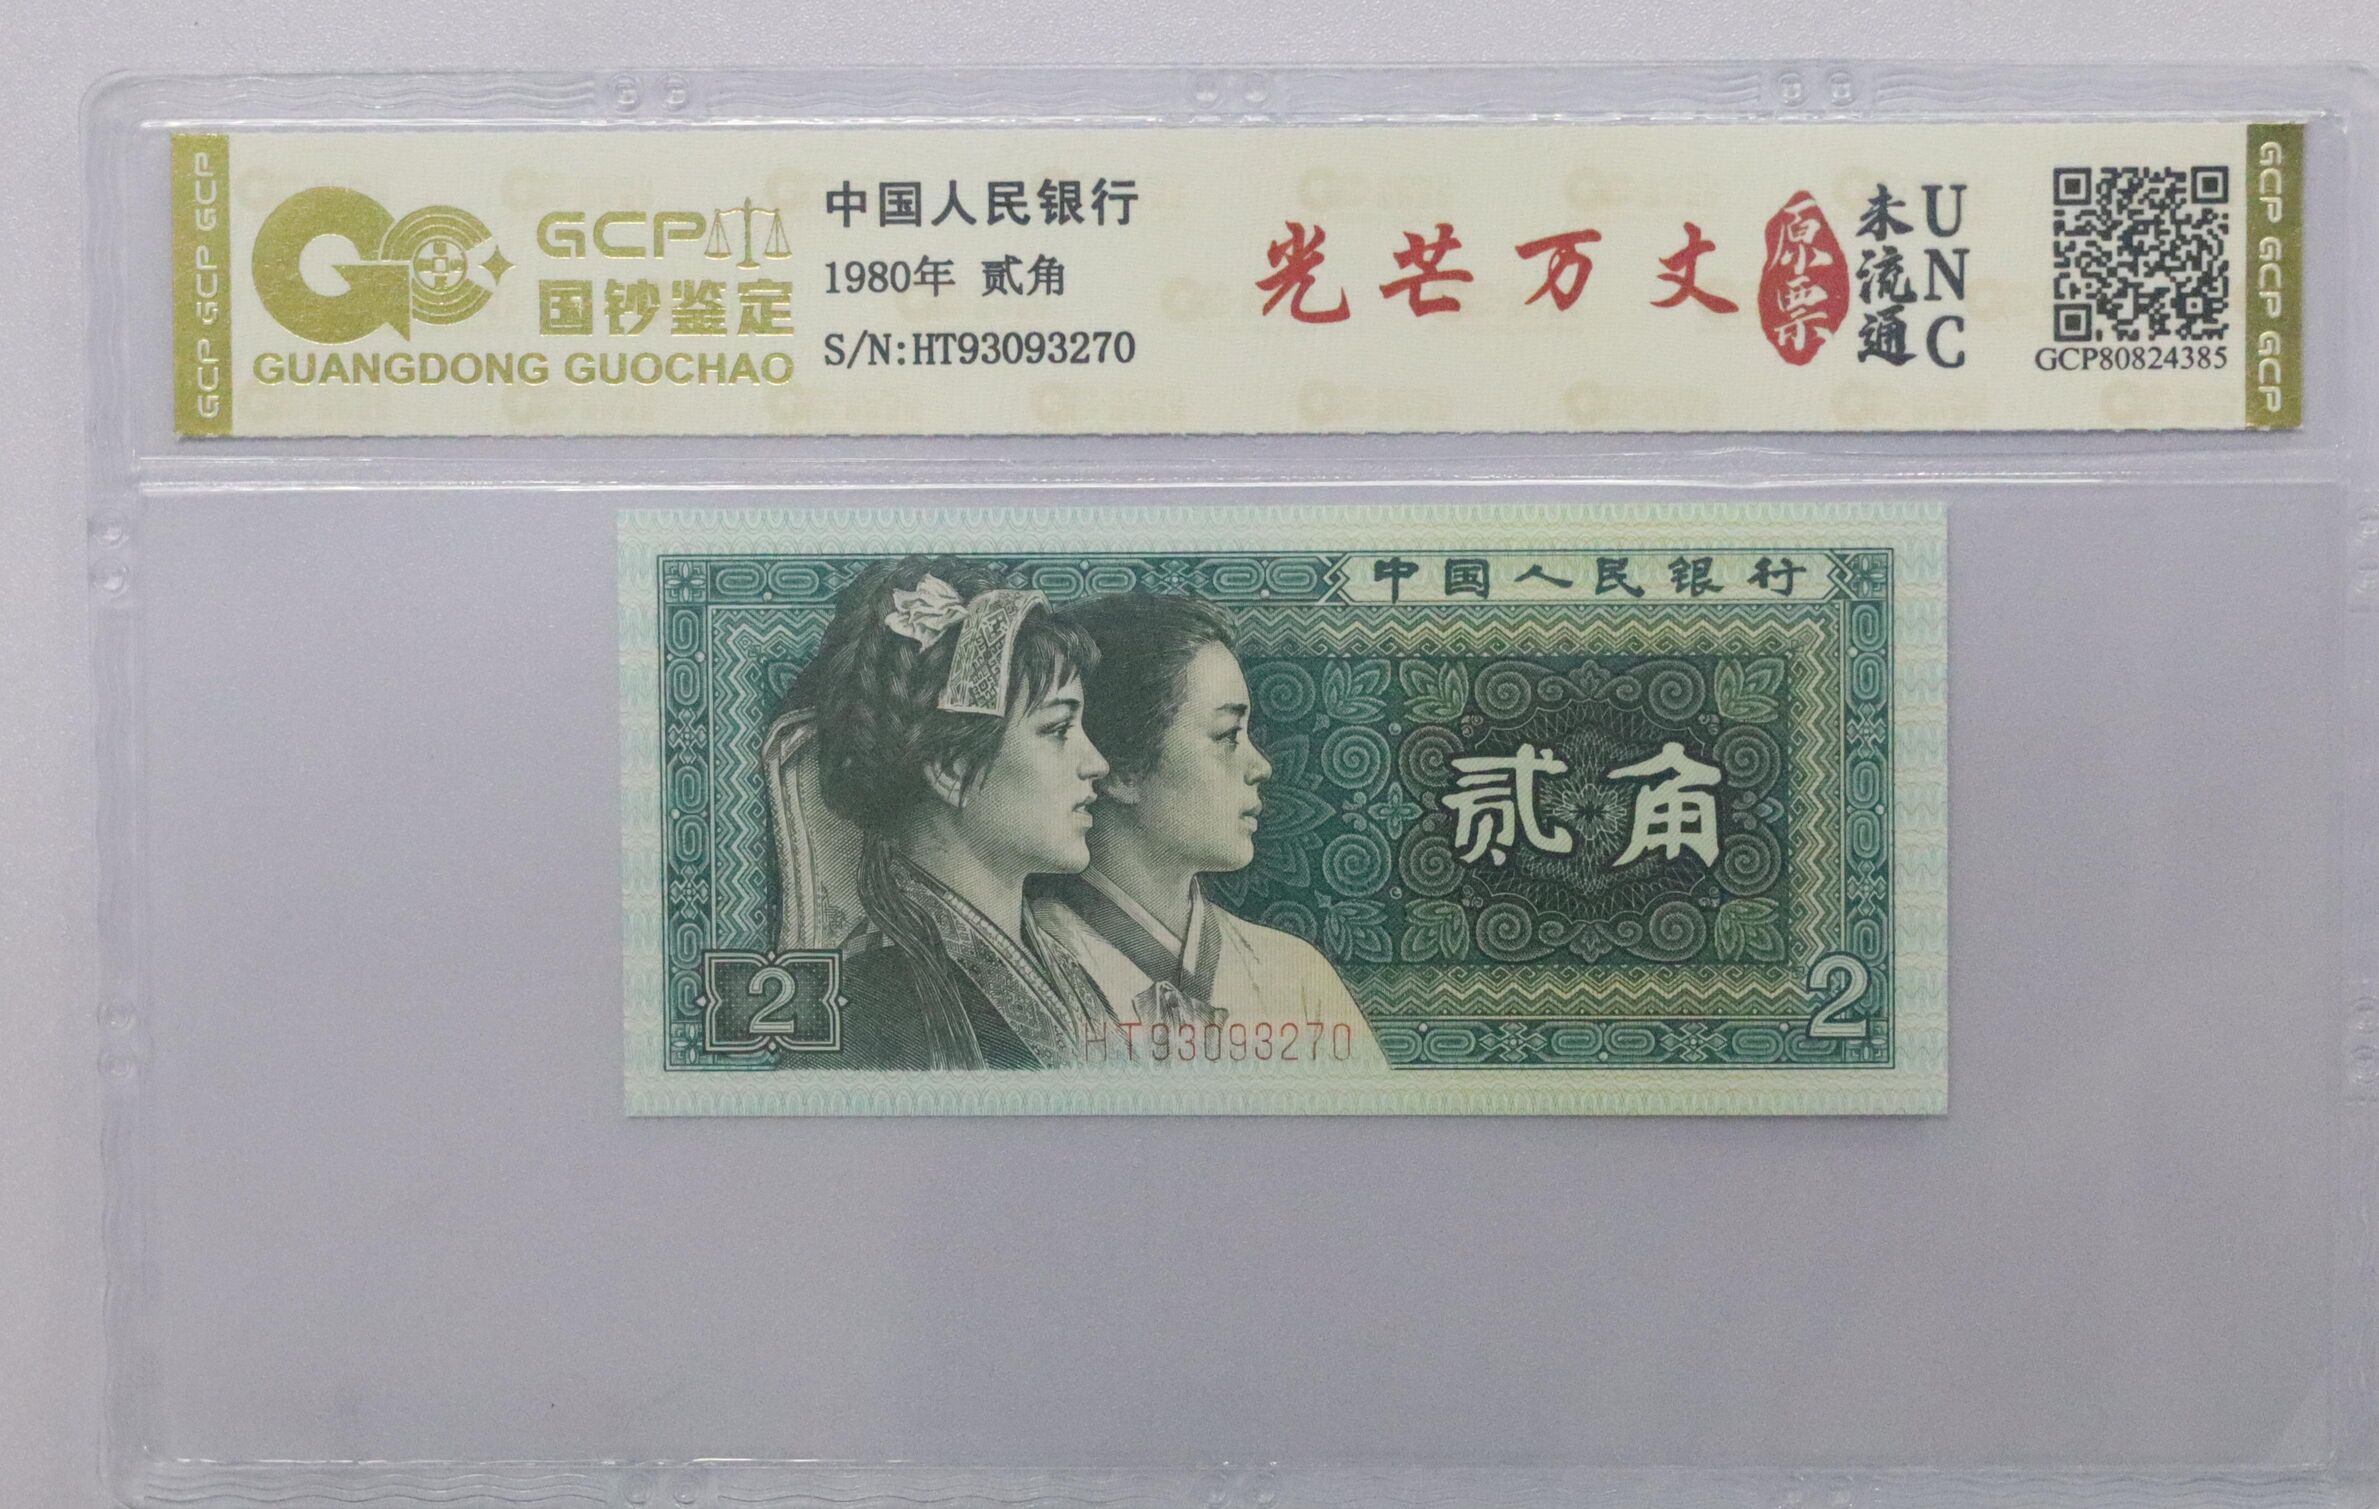 GCP GCP GCP
GCP
国钞鉴定
GUANGDONG GUOCHAO
中国人民银行
1980年 贰角
S/N:HT93093270
光芒万丈
原票
未流通
UNC
GCP80824385
GCP GCP GCP
中国人民银行
贰角
2
2
HT93093270